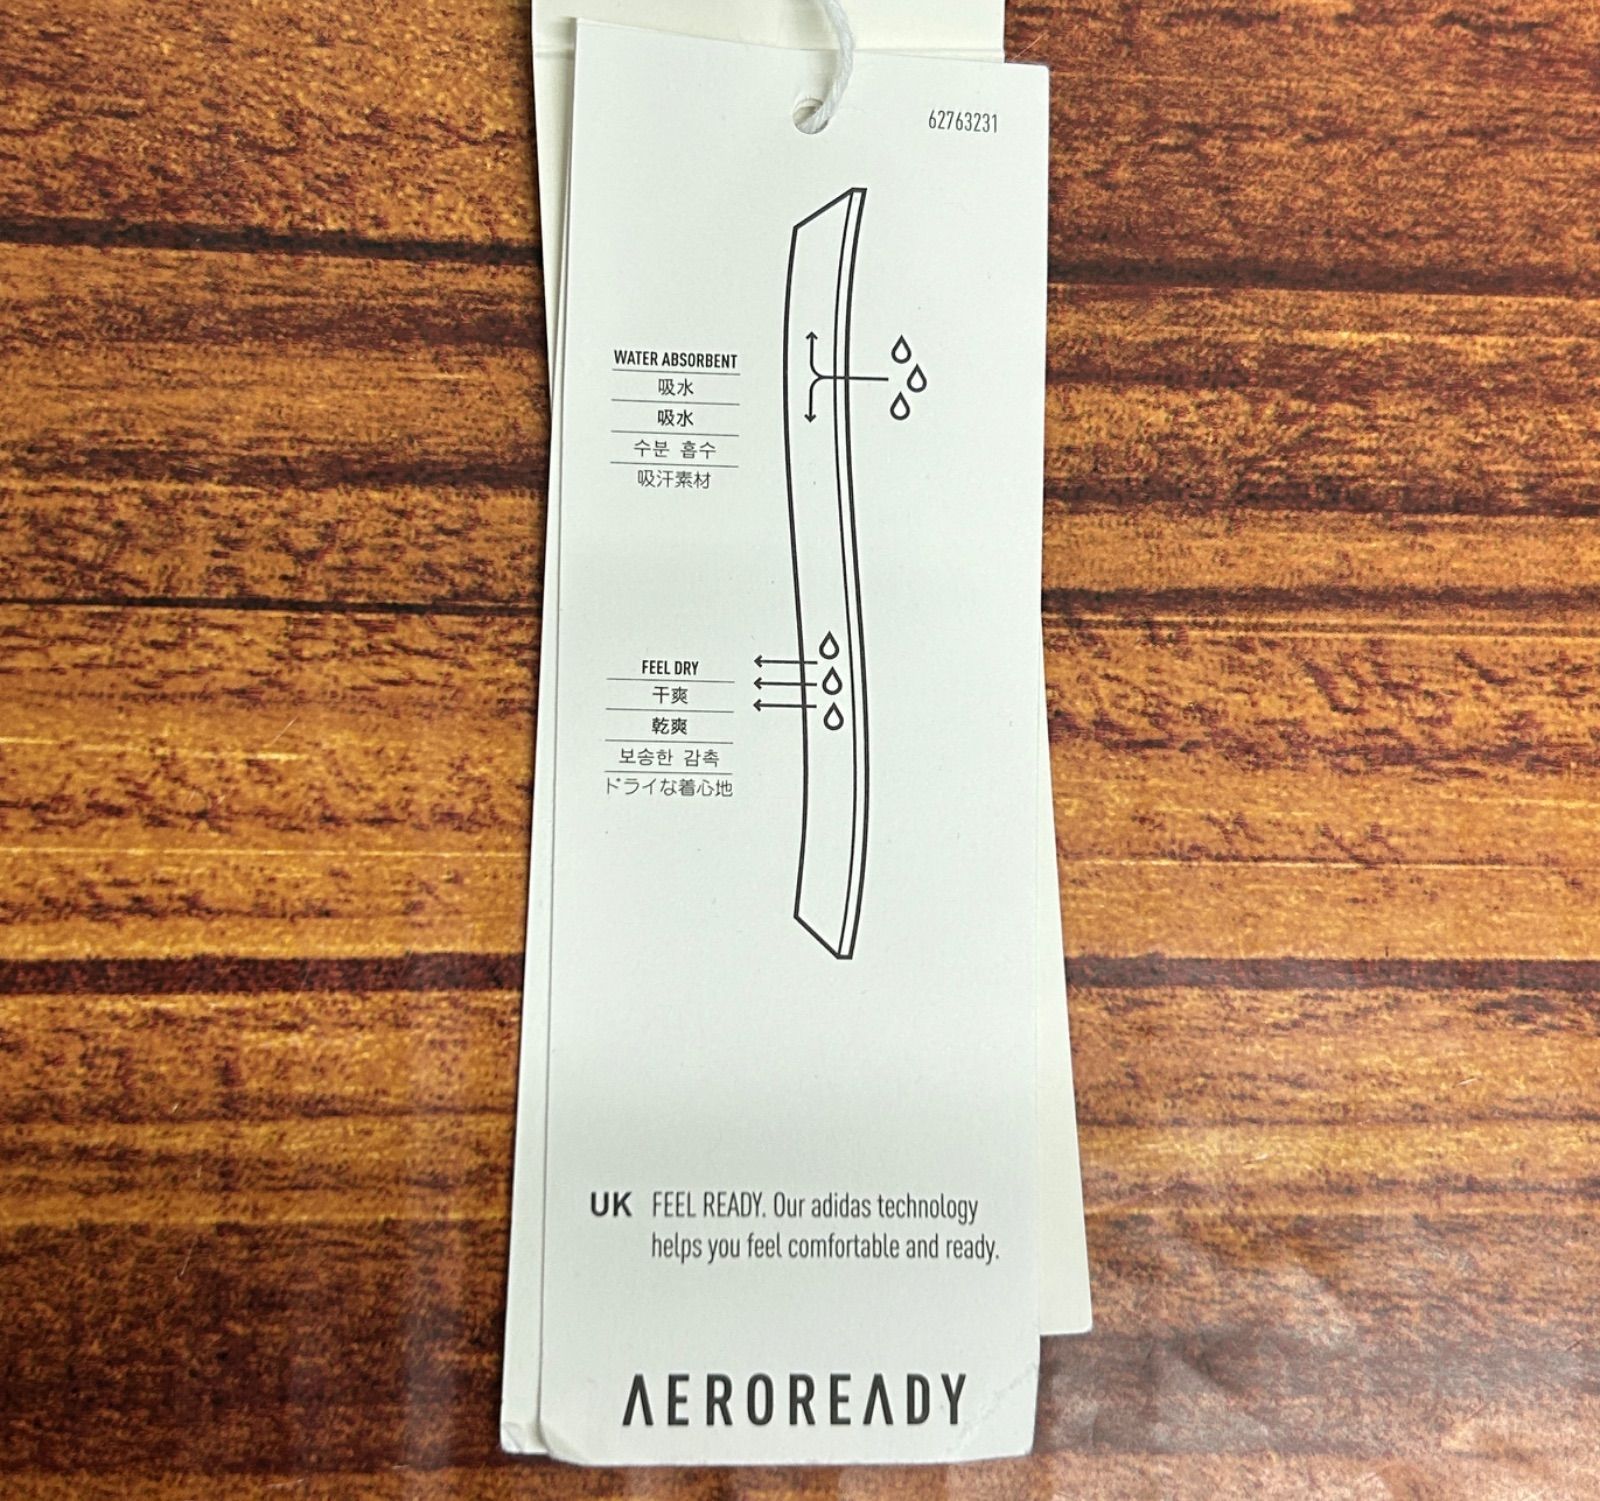 62763231
WATER ABSORBENT
吸水
吸水
수분 흡수
吸汗素材
FEEL DRY
干爽
乾爽
보송한 감촉
ドライな着心地
UK FEEL READY. Our adidas technology
helps you feel comfortable and ready.
AEROREADY